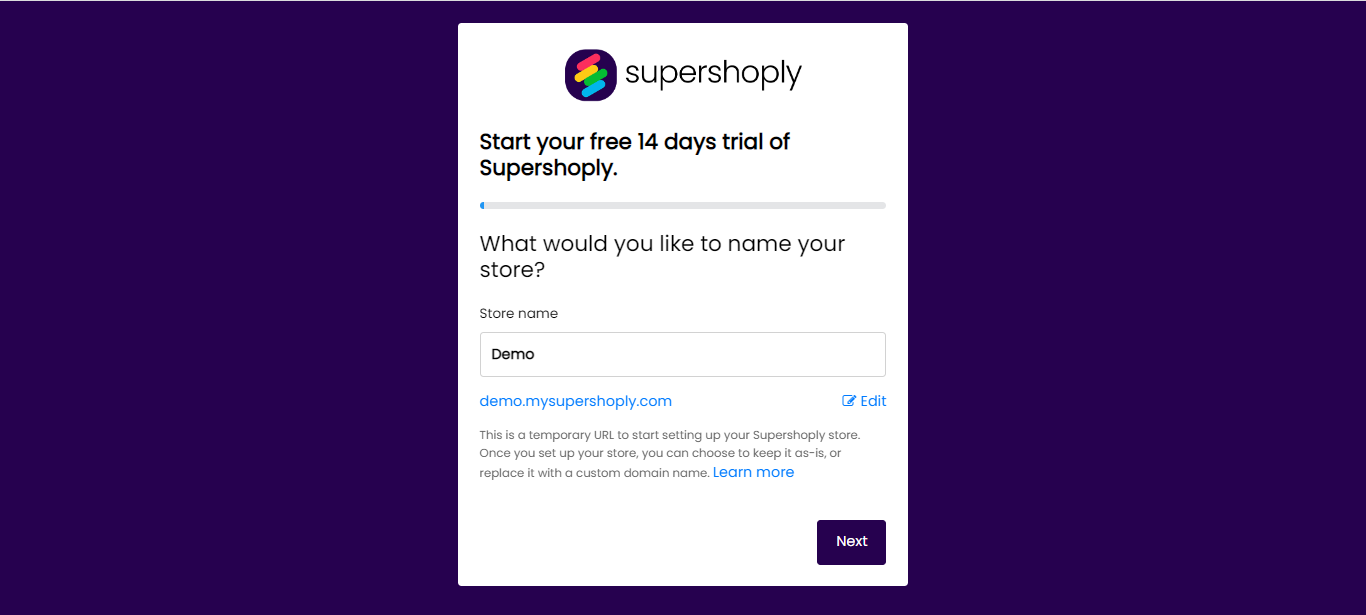 supershoply
Start your free 14 days trial of
Supershoply.
What would you like to name your
store?
Store name
Demo
demo.mysupershoply.com Edit
This is a temporary URL to start setting up your Supershoply store.
Once you set up your store, you can choose to keep it as-is, or
replace it with a custom domain name. Learn more
Next